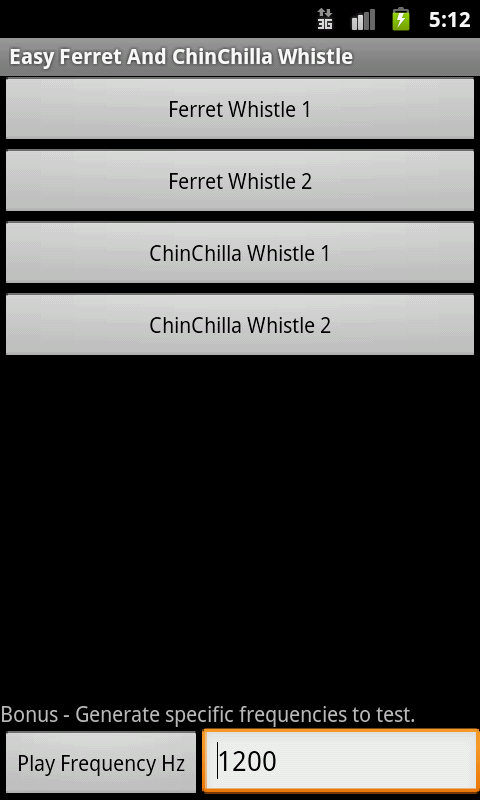 3G 5:12
Easy Ferret And ChinChilla Whistle
Ferret Whistle 1
Ferret Whistle 2
ChinChilla Whistle 1
ChinChilla Whistle 2
Bonus - Generate specific frequencies to test.
Play Frequency Hz 1200